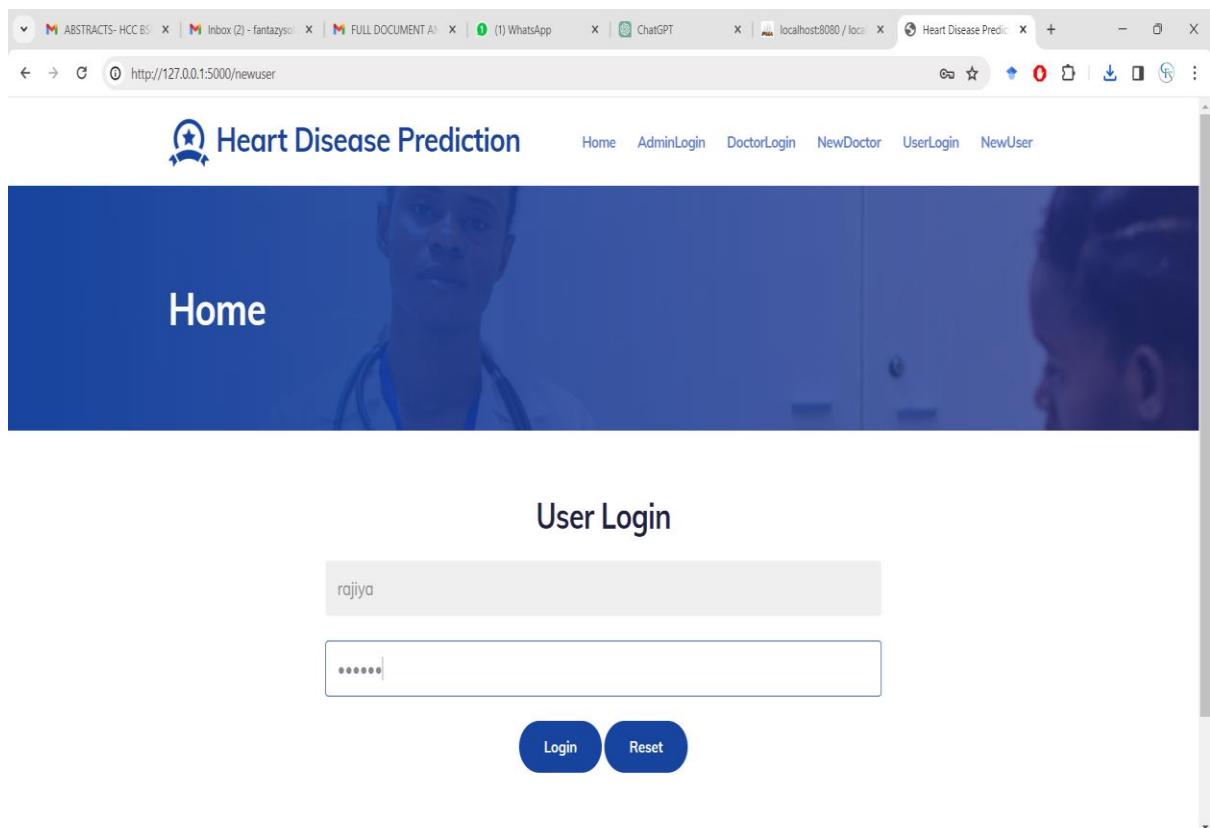 ABSTRACTS- HCC BS
Inbox (2) - fantazysol
FULL DOCUMENT AN
(1) WhatsApp
ChatGPT
localhost:8080 / loca
Heart Disease Predic
http://127.0.0.1:5000/newuser
Heart Disease Prediction
Home AdminLogin DoctorLogin NewDoctor UserLogin NewUser
Home
User Login
rajiya
••••••
Login Reset